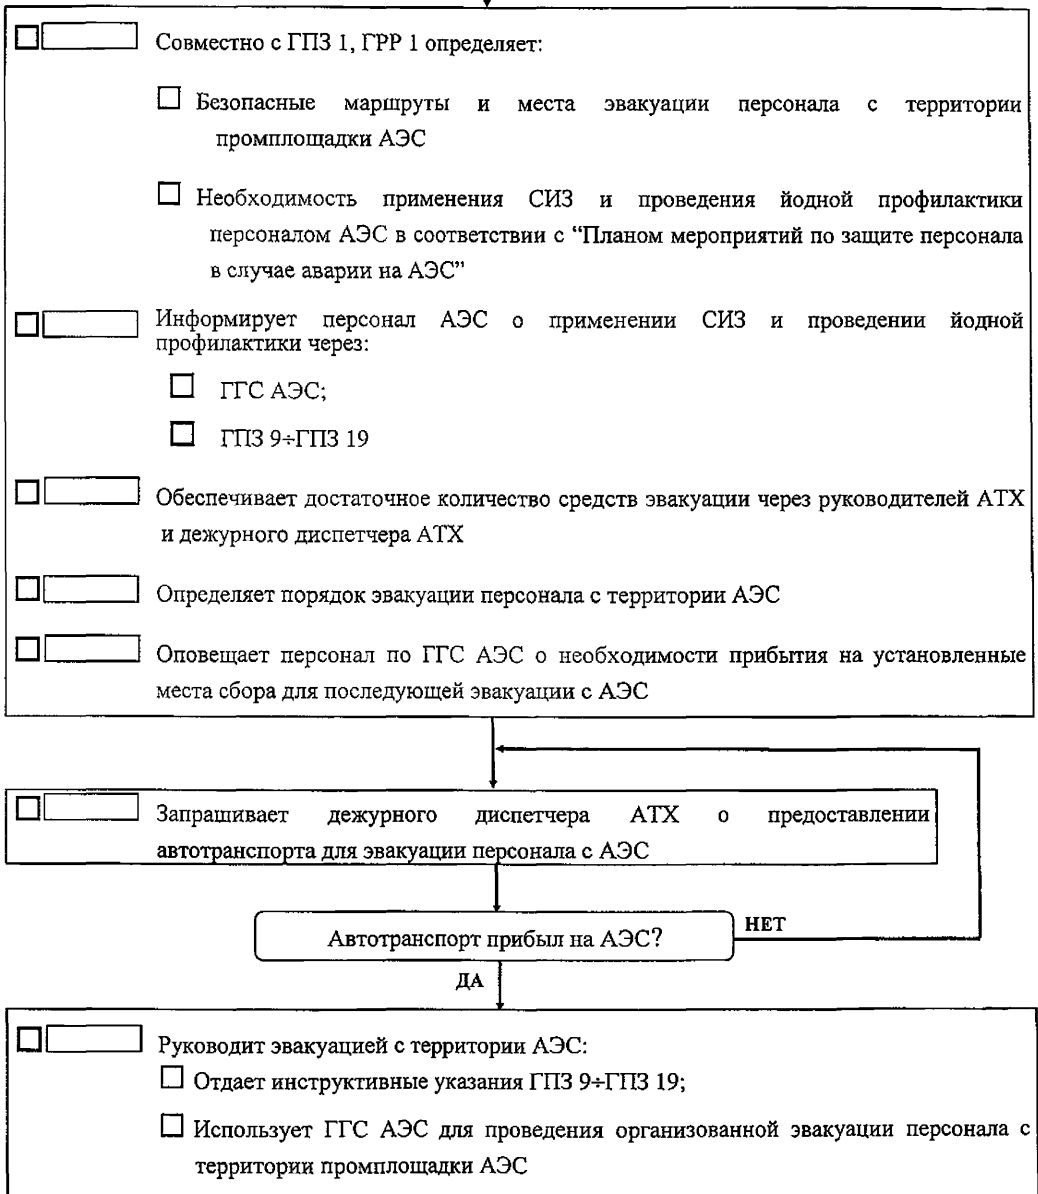 Совместно с ГПЗ 1, ГРР 1 определяет:
Безопасные маршруты и места эвакуации персонала с территории
промплощадки АЭС
Необходимость применения СИЗ и проведения йодной профилактики
персоналом АЭС в соответствии с “Планом мероприятий по защите персонала
в случае аварии на АЭС”
Информирует персонал АЭС о применении СИЗ и проведении йодной
профилактики через:
ГГС АЭС;
ГПЗ 9÷ГПЗ 19
Обеспечивает достаточное количество средств эвакуации через руководителей АТХ
и дежурного диспетчера АТХ
Определяет порядок эвакуации персонала с территории АЭС
Оповещает персонал по ГГС АЭС о необходимости прибытия на установленные
места сбора для последующей эвакуации с АЭС
Запрашивает дежурного диспетчера АТХ о предоставлении
автотранспорта для эвакуации персонала с АЭС
Автотранспорт прибыл на АЭС?
НЕТ
ДА
Руководит эвакуацией с территории АЭС:
Отдает инструктивные указания ГПЗ 9÷ГПЗ 19;
Использует ГГС АЭС для проведения организованной эвакуации персонала с
территории промплощадки АЭС